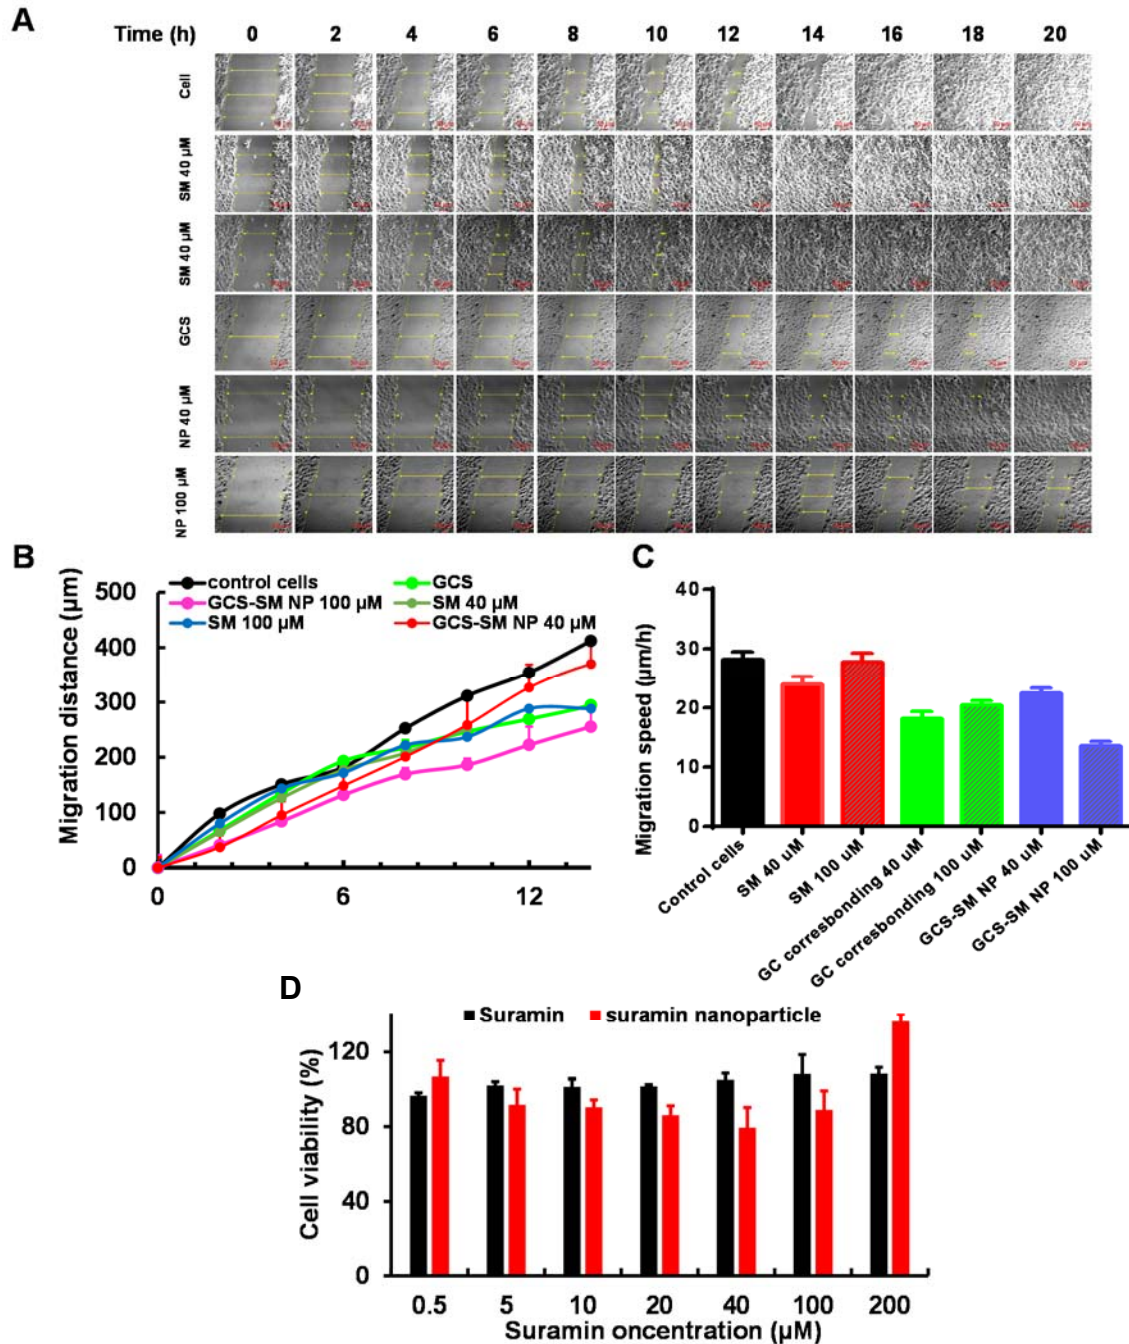 A
Time (h) 0 2 4 6 8 10 12 14 16 18 20
Cell
SM 40 µM
SM 40 µM
GCS
NP 40 µM
NP 100 µM
B
Migration distance (µm)
500
400
300
200
100
0
0 6 12
control cells
GCS
GCS-SM NP 100 µM
SM 40 µM
SM 100 µM
GCS-SM NP 40 µM
C
Migration speed (µm/h)
40
30
20
10
0
Control cells
SM 40 uM
SM 100 uM
GC corresbonding 40 uM
GC corresbonding 100 uM
GCS-SM NP 40 uM
GCS-SM NP 100 uM
D
Suramin
suramin nanoparticle
Cell viability (%)
120
80
40
0
0.5 5 10 20 40 100 200
Suramin oncentration (µM)